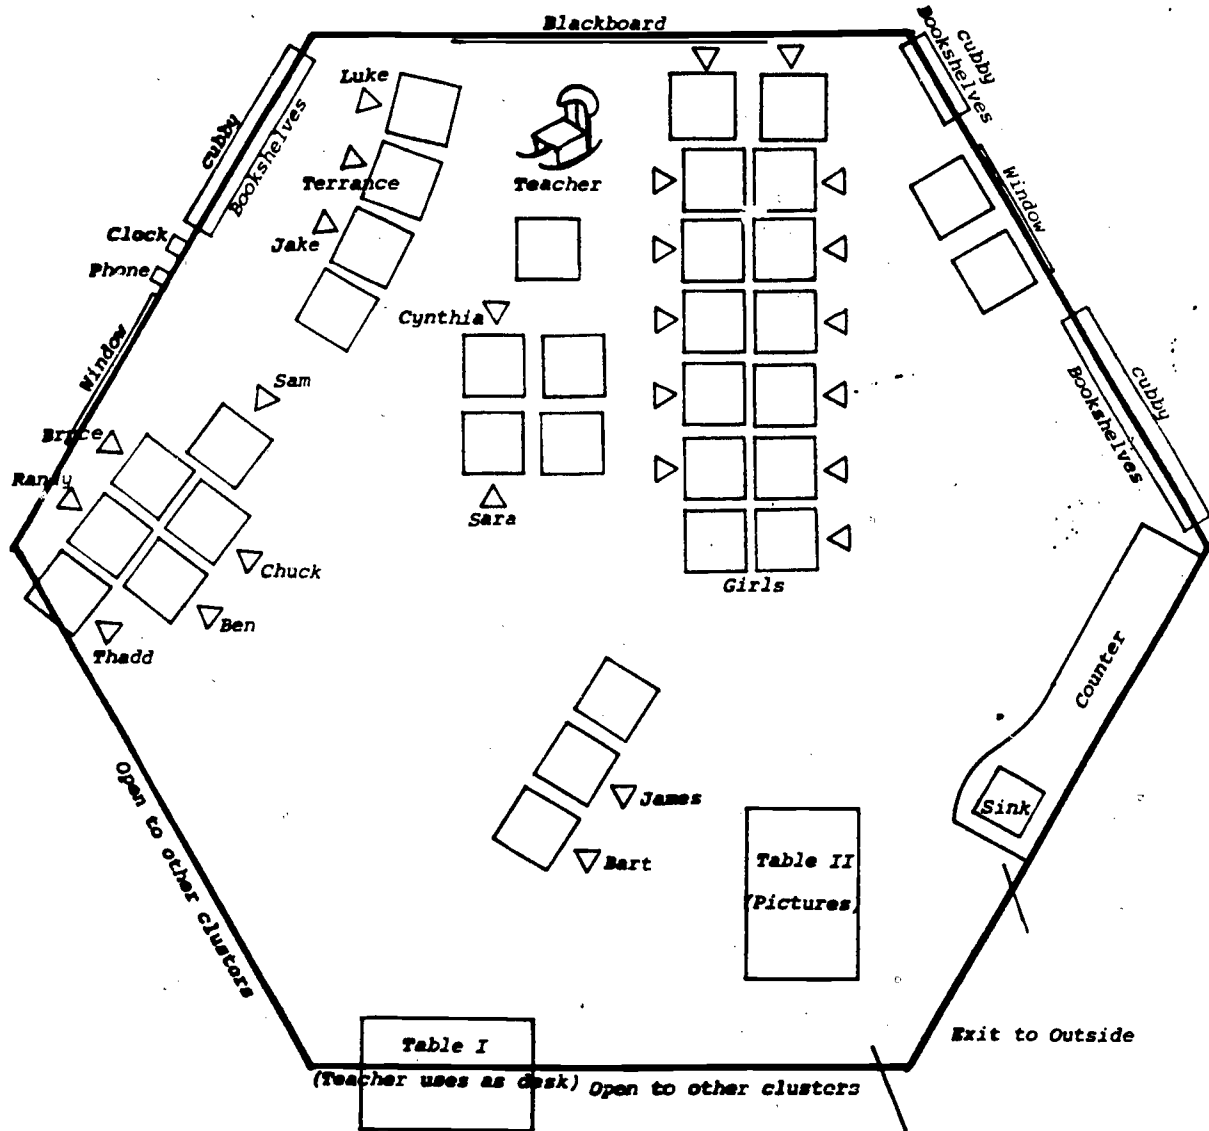 Blackboard
cubby
Bookshelves
Luke
cubby
Bookshelves
Terrance
Teacher
Window
Clock
Jake
Phone
Cynthia
Window
Sam
cubby
Bookshelves
Bryce
Randy
Sara
Chuck
Girls
Ben
Thadd
Counter
James
Sink
Bart
Table II
(Pictures)
Open to other clustors
Exit to Outside
Table I
(Teacher uses as desk)
Open to other clusters